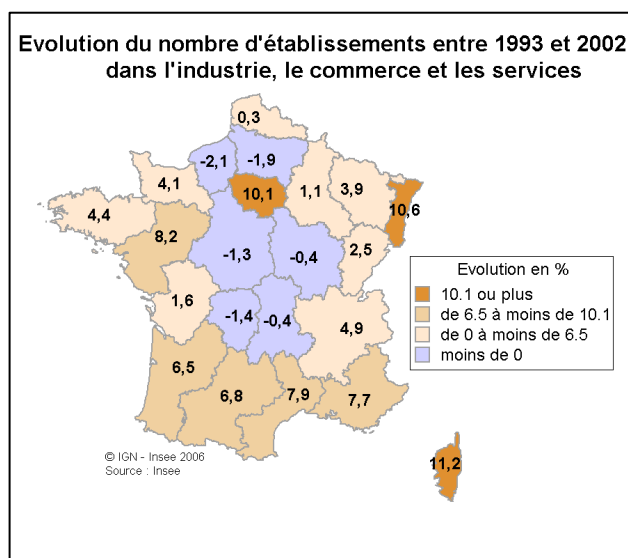 Evolution du nombre d'établissements entre 1993 et 2002
dans l'industrie, le commerce et les services
0,3
-2,1
-1,9
4,1
10,1
1,1
3,9
10,6
4,4
8,2
-1,3
-0,4
2,5
1,6
-1,4
-0,4
4,9
6,5
6,8
7,9
7,7
11,2
Evolution en %
10.1 ou plus
de 6.5 à moins de 10.1
de 0 à moins de 6.5
moins de 0
© IGN - Insee 2006
Source : Insee